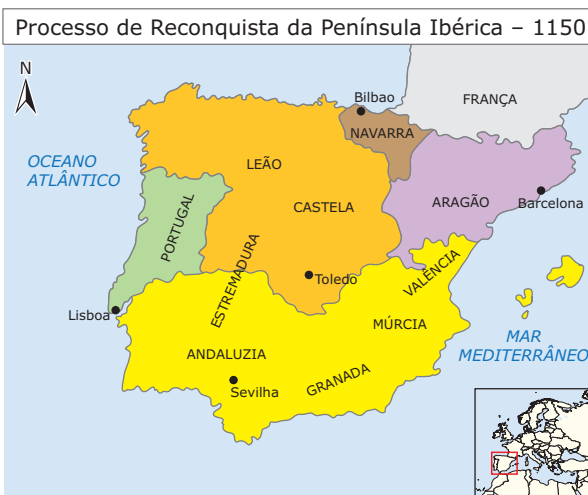 Processo de Reconquista da Península Ibérica – 1150
N
Bilbao
FRANÇA
NAVARRA
OCEANO
ATLÂNTICO
LEÃO
CASTELA
ARAGÃO
Barcelona
PORTUGAL
ESTREMADURA
Toledo
VALÊNCIA
Lisboa
MÚRCIA
MAR
MEDITERRÂNEO
ANDALUZIA
GRANADA
Sevilha